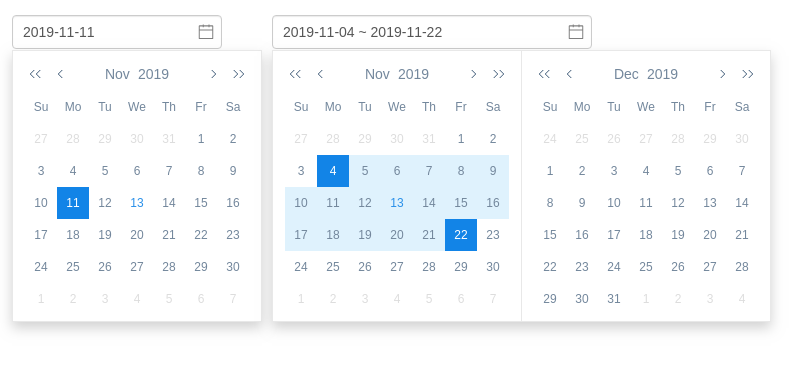 2019-11-11
Nov 2019
Su Mo Tu We Th Fr Sa
27 28 29 30 31 1 2
3 4 5 6 7 8 9
10 11 12 13 14 15 16
17 18 19 20 21 22 23
24 25 26 27 28 29 30
1 2 3 4 5 6 7
2019-11-04 ~ 2019-11-22
Nov 2019
Su Mo Tu We Th Fr Sa
27 28 29 30 31 1 2
3 4 5 6 7 8 9
10 11 12 13 14 15 16
17 18 19 20 21 22 23
24 25 26 27 28 29 30
1 2 3 4 5 6 7
Dec 2019
Su Mo Tu We Th Fr Sa
24 25 26 27 28 29 30
1 2 3 4 5 6 7
8 9 10 11 12 13 14
15 16 17 18 19 20 21
22 23 24 25 26 27 28
29 30 31 1 2 3 4